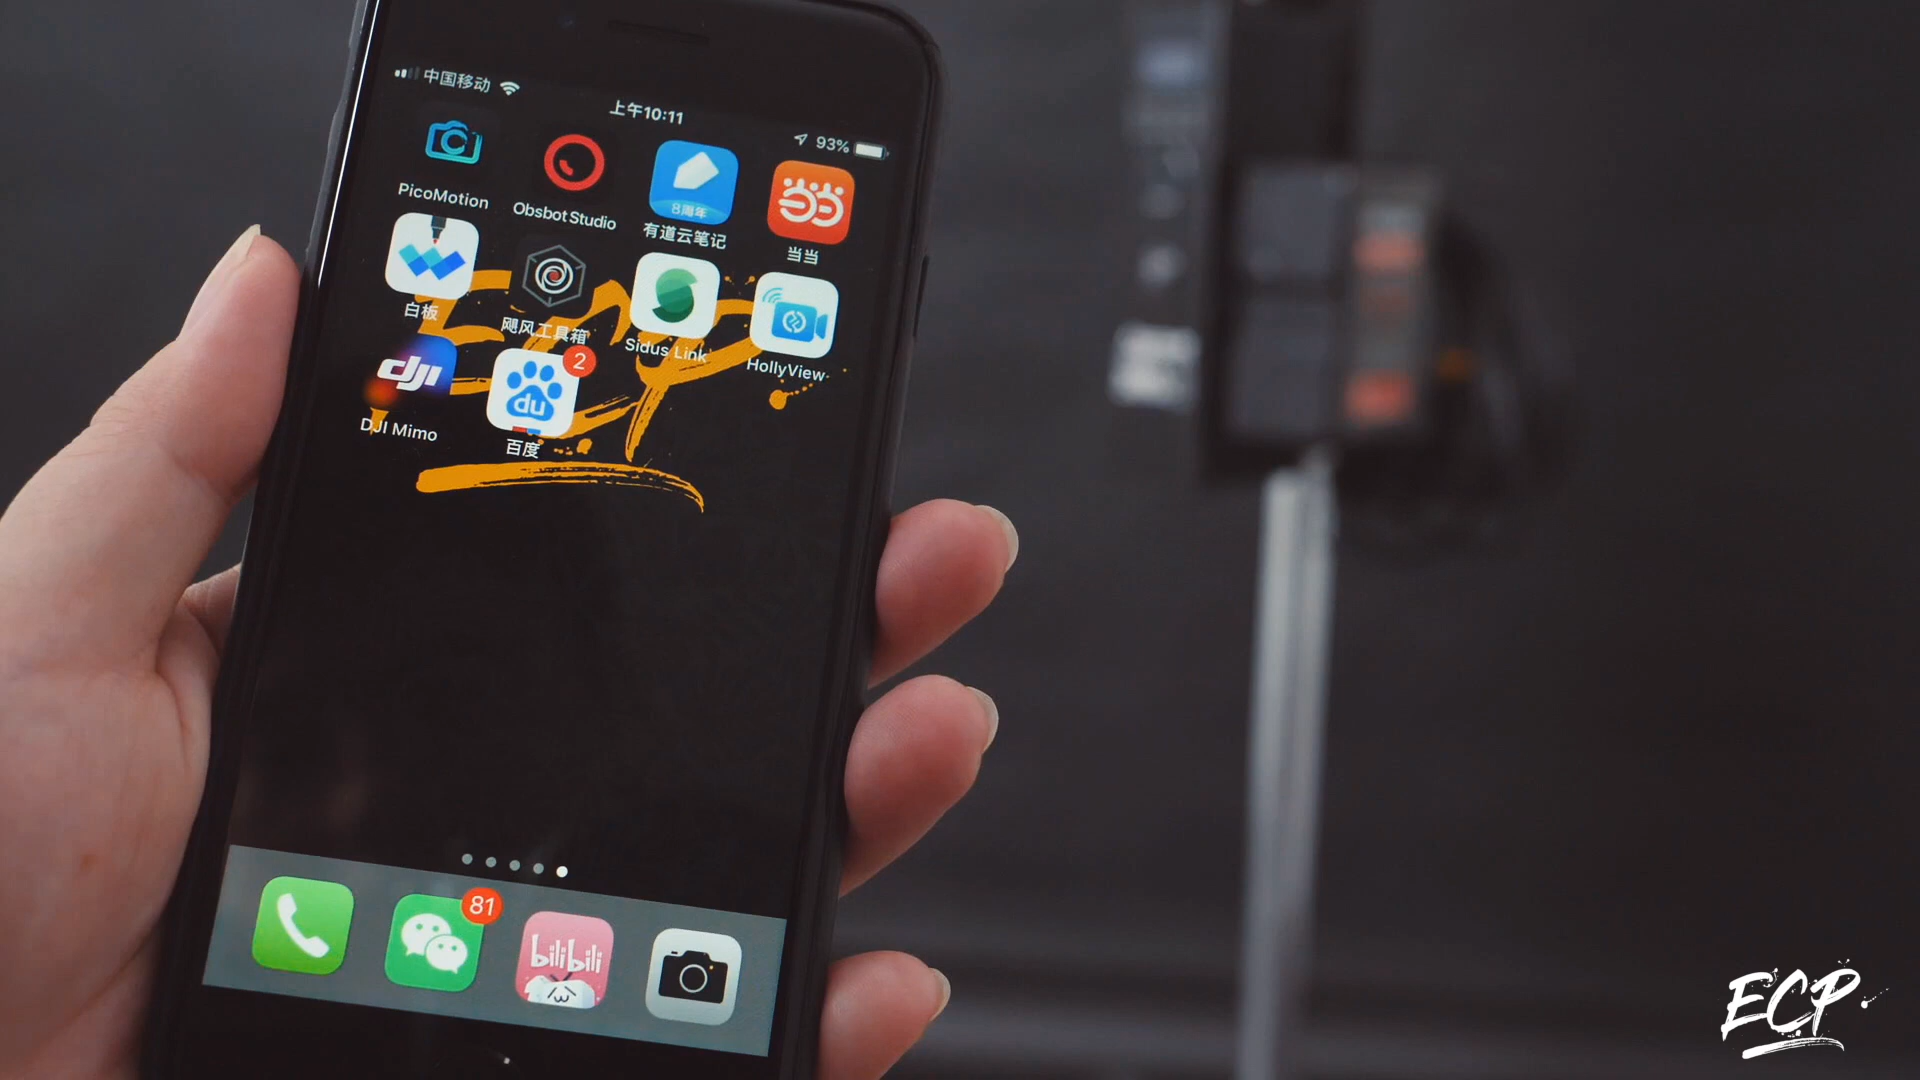 中国移动
上午10:11
93%
PicoMotion
Obsbot Studio
8周年
有道云笔记
当当
白板
飓风工具箱
Sidus Link
HollyView
dji
DJI Mimo
2
du
百度
ECP
81
bilibili
ECP